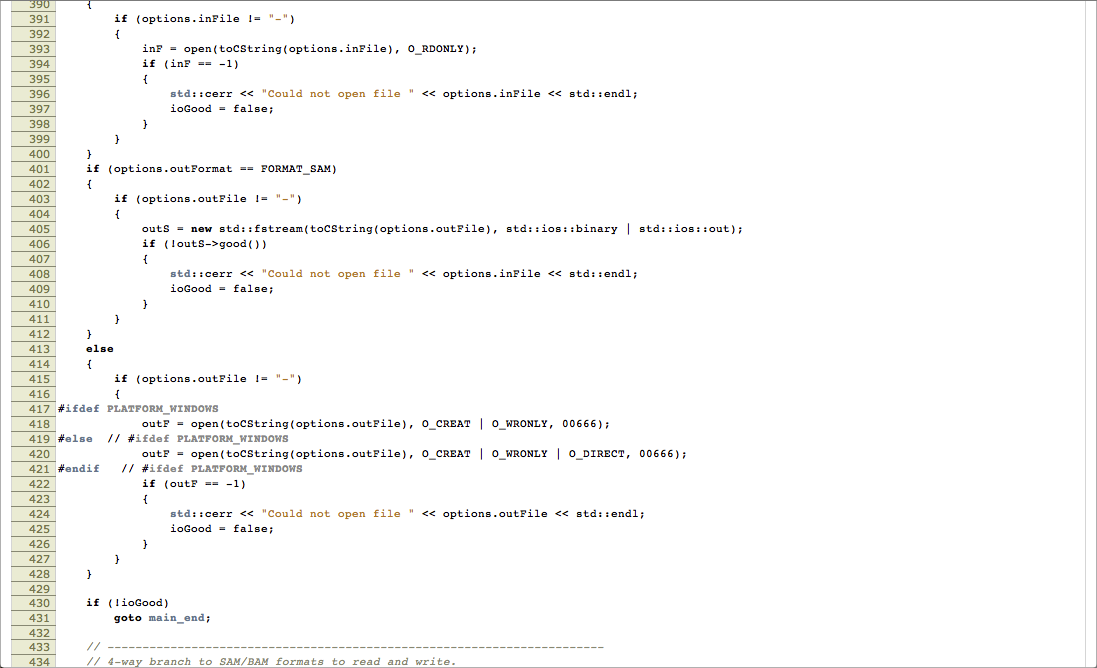 390     {
391         if (options.inFile != "-")
392         {
393             inF = open(toCString(options.inFile), O_RDONLY);
394             if (inF == -1)
395             {
396                 std::cerr << "Could not open file " << options.inFile << std::endl;
397                 ioGood = false;
398             }
399         }
400     }
401     if (options.outFormat == FORMAT_SAM)
402     {
403         if (options.outFile != "-")
404         {
405             outS = new std::fstream(toCString(options.outFile), std::ios::binary | std::ios::out);
406             if (!outS->good())
407             {
408                 std::cerr << "Could not open file " << options.inFile << std::endl;
409                 ioGood = false;
410             }
411         }
412     }
413     else
414     {
415         if (options.outFile != "-")
416         {
417 #ifdef PLATFORM_WINDOWS
418             outF = open(toCString(options.outFile), O_CREAT | O_WRONLY, 00666);
419 #else  // #ifdef PLATFORM_WINDOWS
420             outF = open(toCString(options.outFile), O_CREAT | O_WRONLY | O_DIRECT, 00666);
421 #endif   // #ifdef PLATFORM_WINDOWS
422             if (outF == -1)
423             {
424                 std::cerr << "Could not open file " << options.outFile << std::endl;
425                 ioGood = false;
426             }
427         }
428     }
429
430     if (!ioGood)
431         goto main_end;
432
433     // -----------------------------------------------------------------------
434     // 4-way branch to SAM/BAM formats to read and write.